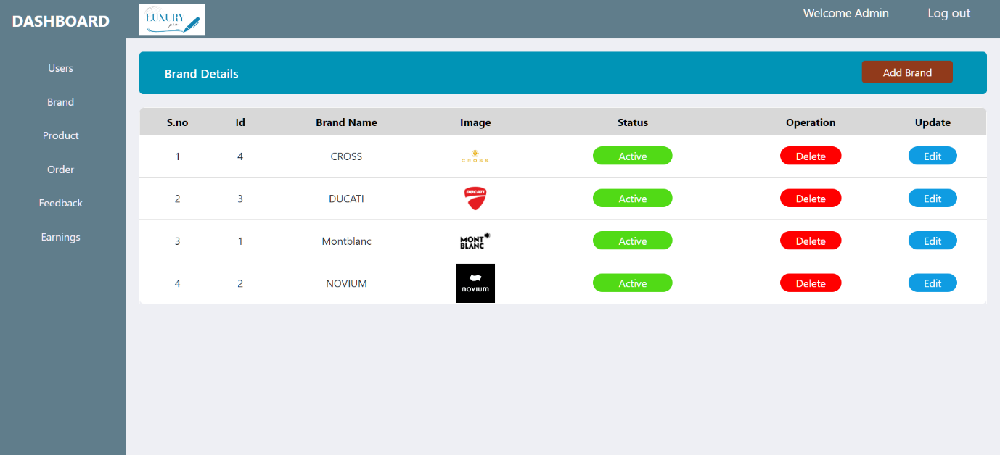 DASHBOARD
LUXURY
pen
Welcome Admin
Log out
Users
Brand
Product
Order
Feedback
Earnings
Brand Details
Add Brand
S.no Id Brand Name Image Status Operation Update
1 4 CROSS CROSS Active Delete Edit
2 3 DUCATI DUCATI Active Delete Edit
3 1 Montblanc MONT BLANC Active Delete Edit
4 2 NOVIUM novium Active Delete Edit